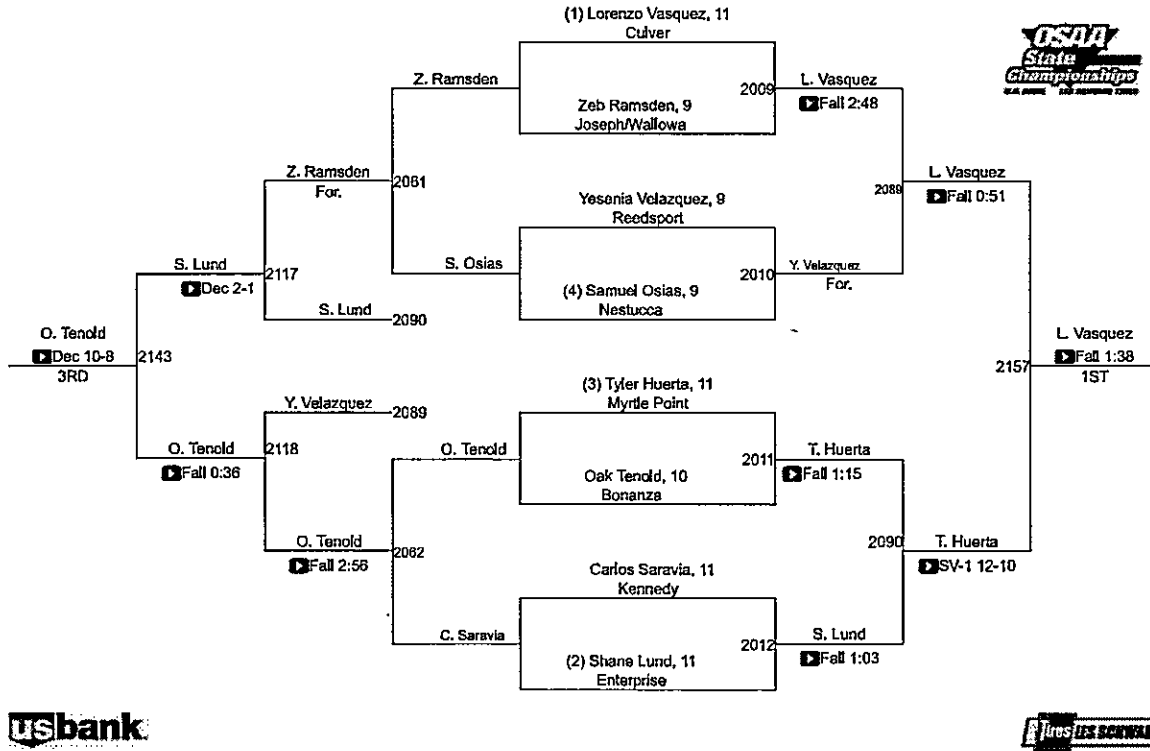 (1) Lorenzo Vasquez, 11
Culver
OSAA
State
Championships
Z. Ramsden
2009
L. Vasquez
Fall 2:48
Zeb Ramsden, 9
Joseph/Wallowa
Z. Ramsden
For.
2061
L. Vasquez
Fall 0:51
2089
Yesenia Velazquez, 9
Reedsport
S. Lund
Dec 2-1
2117
S. Osias
2010
Y. Velazquez
For.
(4) Samuel Osias, 9
Nestucca
S. Lund
2090
O. Tenold
Dec 10-8
3RD
2143
L. Vasquez
Fall 1:38
1ST
2157
(3) Tyler Huerta, 11
Myrtle Point
Y. Velazquez
2089
O. Tenold
Fall 0:36
2118
O. Tenold
2011
T. Huerta
Fall 1:15
Oak Tenold, 10
Bonanza
O. Tenold
Fall 2:56
2062
2090
T. Huerta
SV-1 12-10
Carlos Saravia, 11
Kennedy
C. Saravia
2012
S. Lund
Fall 1:03
(2) Shane Lund, 11
Enterprise
usbank
Tires LES SCHWAB